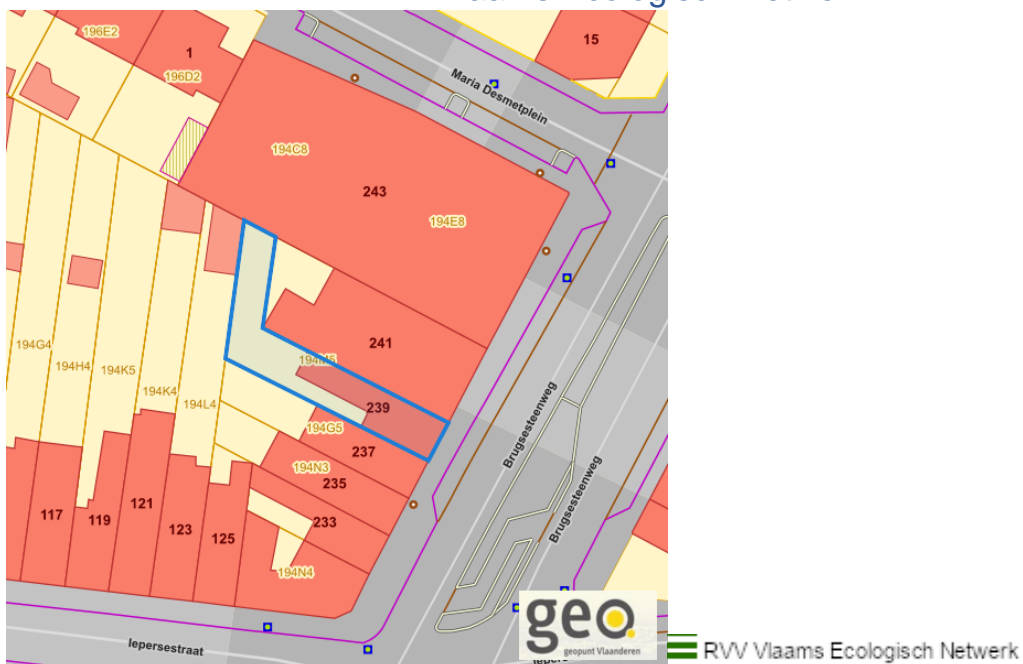 196E2
15
1
196D2
Maria Desmetplein
194C8
243
194E8
241
194G4
194M5
194H4
194K5
239
194K4
194L4
194G5
237
194N3
235
Brugsesteenweg
Brugsesteenweg
121
117
119
123
233
125
194N4
geo
geopunt Vlaanderen
Iepersestraat
RVV Vlaams Ecologisch Netwerk